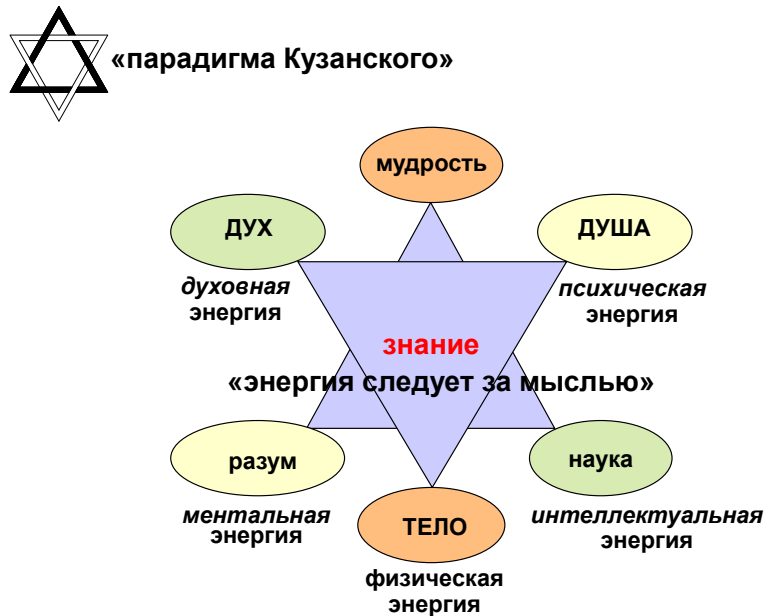 «парадигма Кузанского»
мудрость
ДУХ
ДУША
духовная
энергия
психическая
энергия
знание
«энергия следует за мыслью»
разум
наука
ментальная
энергия
ТЕЛО
интеллектуальная
энергия
физическая
энергия